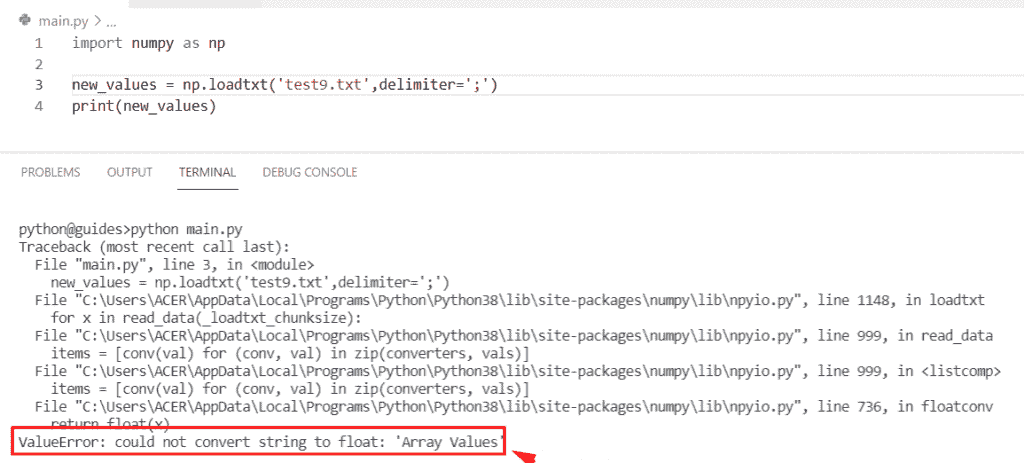 main.py > ...
1 import numpy as np
2
3 new_values = np.loadtxt('test9.txt',delimiter=';')
4 print(new_values)
PROBLEMS OUTPUT TERMINAL DEBUG CONSOLE
python@guides>python main.py
Traceback (most recent call last):
  File "main.py", line 3, in <module>
    new_values = np.loadtxt('test9.txt',delimiter=';')
  File "C:\Users\ACER\AppData\Local\Programs\Python\Python38\lib\site-packages\numpy\lib\npyio.py", line 1148, in loadtxt
    for x in read_data(_loadtxt_chunksize):
  File "C:\Users\ACER\AppData\Local\Programs\Python\Python38\lib\site-packages\numpy\lib\npyio.py", line 999, in read_data
    items = [conv(val) for (conv, val) in zip(converters, vals)]
  File "C:\Users\ACER\AppData\Local\Programs\Python\Python38\lib\site-packages\numpy\lib\npyio.py", line 999, in <listcomp>
    items = [conv(val) for (conv, val) in zip(converters, vals)]
  File "C:\Users\ACER\AppData\Local\Programs\Python\Python38\lib\site-packages\numpy\lib\npyio.py", line 736, in floatconv
    return float(x)
ValueError: could not convert string to float: 'Array Values'